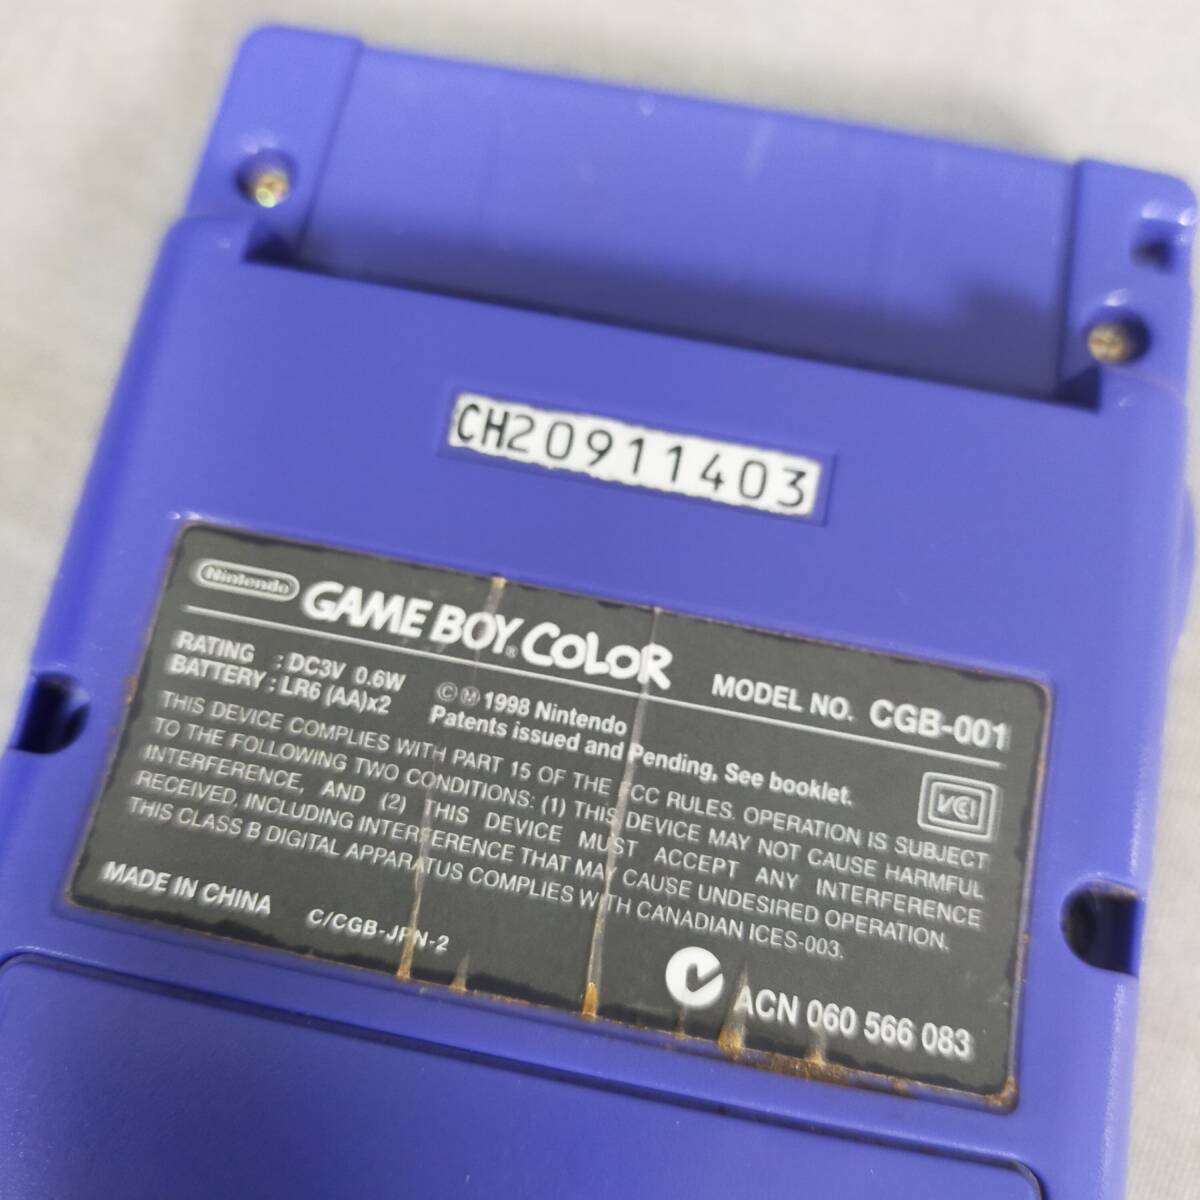 CH20911403
Nintendo
GAME BOY® COLOR
MODEL NO. CGB-001
RATING : DC3V 0.6W
BATTERY : LR6 (AA)x2
© Ⓜ 1998 Nintendo
Patents issued and Pending, See booklet.
VCI
THIS DEVICE COMPLIES WITH PART 15 OF THE FCC RULES. OPERATION IS SUBJECT
TO THE FOLLOWING TWO CONDITIONS: (1) THIS DEVICE MAY NOT CAUSE HARMFUL
INTERFERENCE, AND (2) THIS DEVICE MUST ACCEPT ANY INTERFERENCE
RECEIVED, INCLUDING INTERFERENCE THAT MAY CAUSE UNDESIRED OPERATION.
THIS CLASS B DIGITAL APPARATUS COMPLIES WITH CANADIAN ICES-003.
MADE IN CHINA
C/CGB-JPN-2
ACN 060 566 083